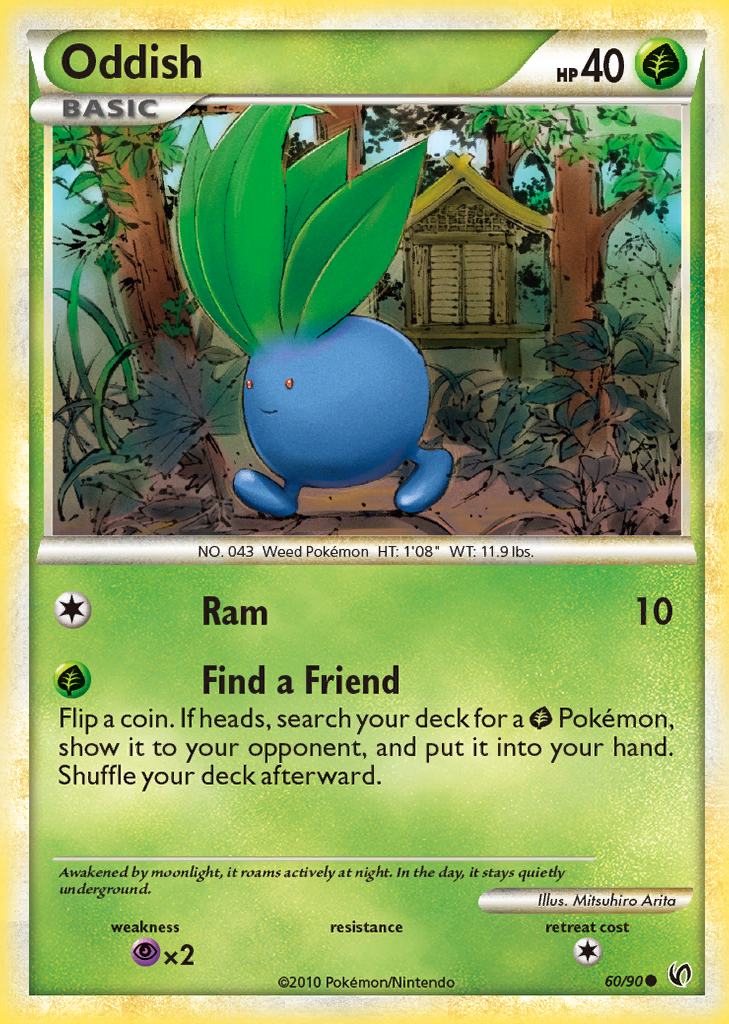 Oddish
HP 40
BASIC
NO. 043 Weed Pokémon HT: 1'08" WT: 11.9 lbs.
Ram 10
Find a Friend
Flip a coin. If heads, search your deck for a Pokémon,
show it to your opponent, and put it into your hand.
Shuffle your deck afterward.
Awakened by moonlight, it roams actively at night. In the day, it stays quietly
underground.
Illus. Mitsuhiro Arita
weakness resistance retreat cost
×2
©2010 Pokémon/Nintendo 60/90